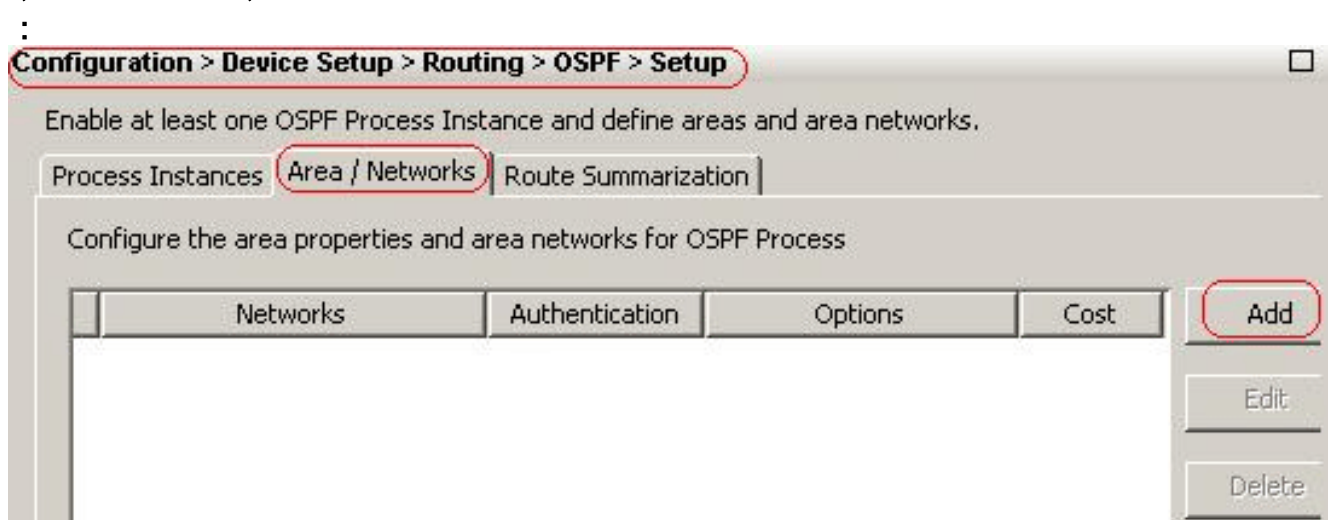 :
Configuration > Device Setup > Routing > OSPF > Setup
Enable at least one OSPF Process Instance and define areas and area networks.
Process Instances Area / Networks Route Summarization
Configure the area properties and area networks for OSPF Process
Networks Authentication Options Cost Add
Edit
Delete